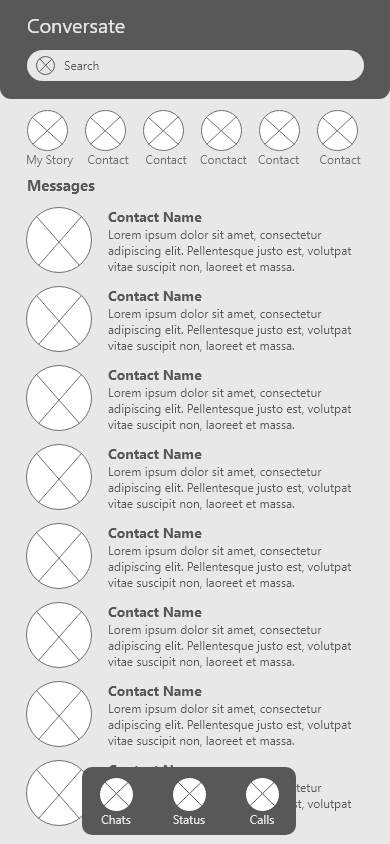 Conversate
Search
My Story Contact Contact Conctact Contact Contact
Messages
Contact Name
Lorem ipsum dolor sit amet, consectetur
adipiscing elit. Pellentesque justo est, volutpat
vitae suscipit non, laoreet et massa.
Contact Name
Lorem ipsum dolor sit amet, consectetur
adipiscing elit. Pellentesque justo est, volutpat
vitae suscipit non, laoreet et massa.
Contact Name
Lorem ipsum dolor sit amet, consectetur
adipiscing elit. Pellentesque justo est, volutpat
vitae suscipit non, laoreet et massa.
Contact Name
Lorem ipsum dolor sit amet, consectetur
adipiscing elit. Pellentesque justo est, volutpat
vitae suscipit non, laoreet et massa.
Contact Name
Lorem ipsum dolor sit amet, consectetur
adipiscing elit. Pellentesque justo est, volutpat
vitae suscipit non, laoreet et massa.
Contact Name
Lorem ipsum dolor sit amet, consectetur
adipiscing elit. Pellentesque justo est, volutpat
vitae suscipit non, laoreet et massa.
Contact Name
Lorem ipsum dolor sit amet, consectetur
adipiscing elit. Pellentesque justo est, volutpat
vitae suscipit non, laoreet et massa.
volutpat
Chats Status Calls